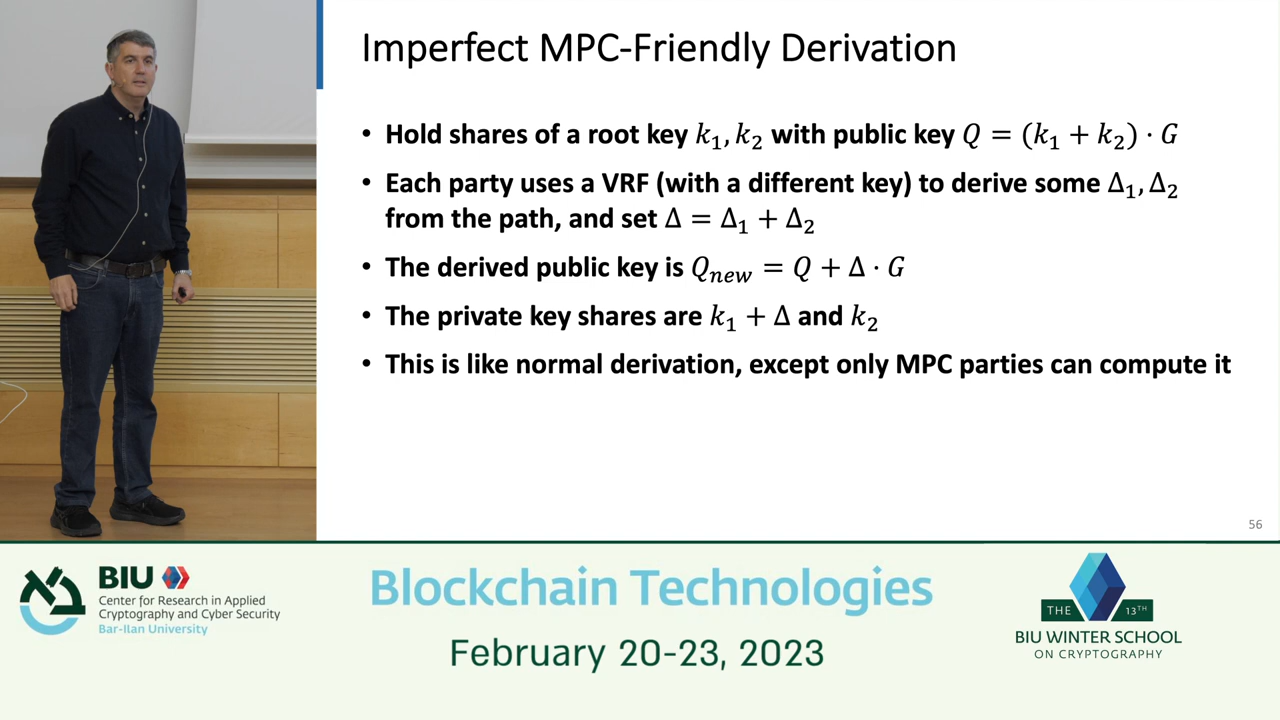 Imperfect MPC-Friendly Derivation
• Hold shares of a root key k₁, k₂ with public key Q = (k₁ + k₂) · G
• Each party uses a VRF (with a different key) to derive some Δ₁, Δ₂
from the path, and set Δ = Δ₁ + Δ₂
• The derived public key is Qₙₑw = Q + Δ · G
• The private key shares are k₁ + Δ and k₂
• This is like normal derivation, except only MPC parties can compute it
56
BIU
Center for Research in Applied
Cryptography and Cyber Security
Bar-Ilan University
Blockchain Technologies
February 20-23, 2023
THE 13TH
BIU WINTER SCHOOL
ON CRYPTOGRAPHY